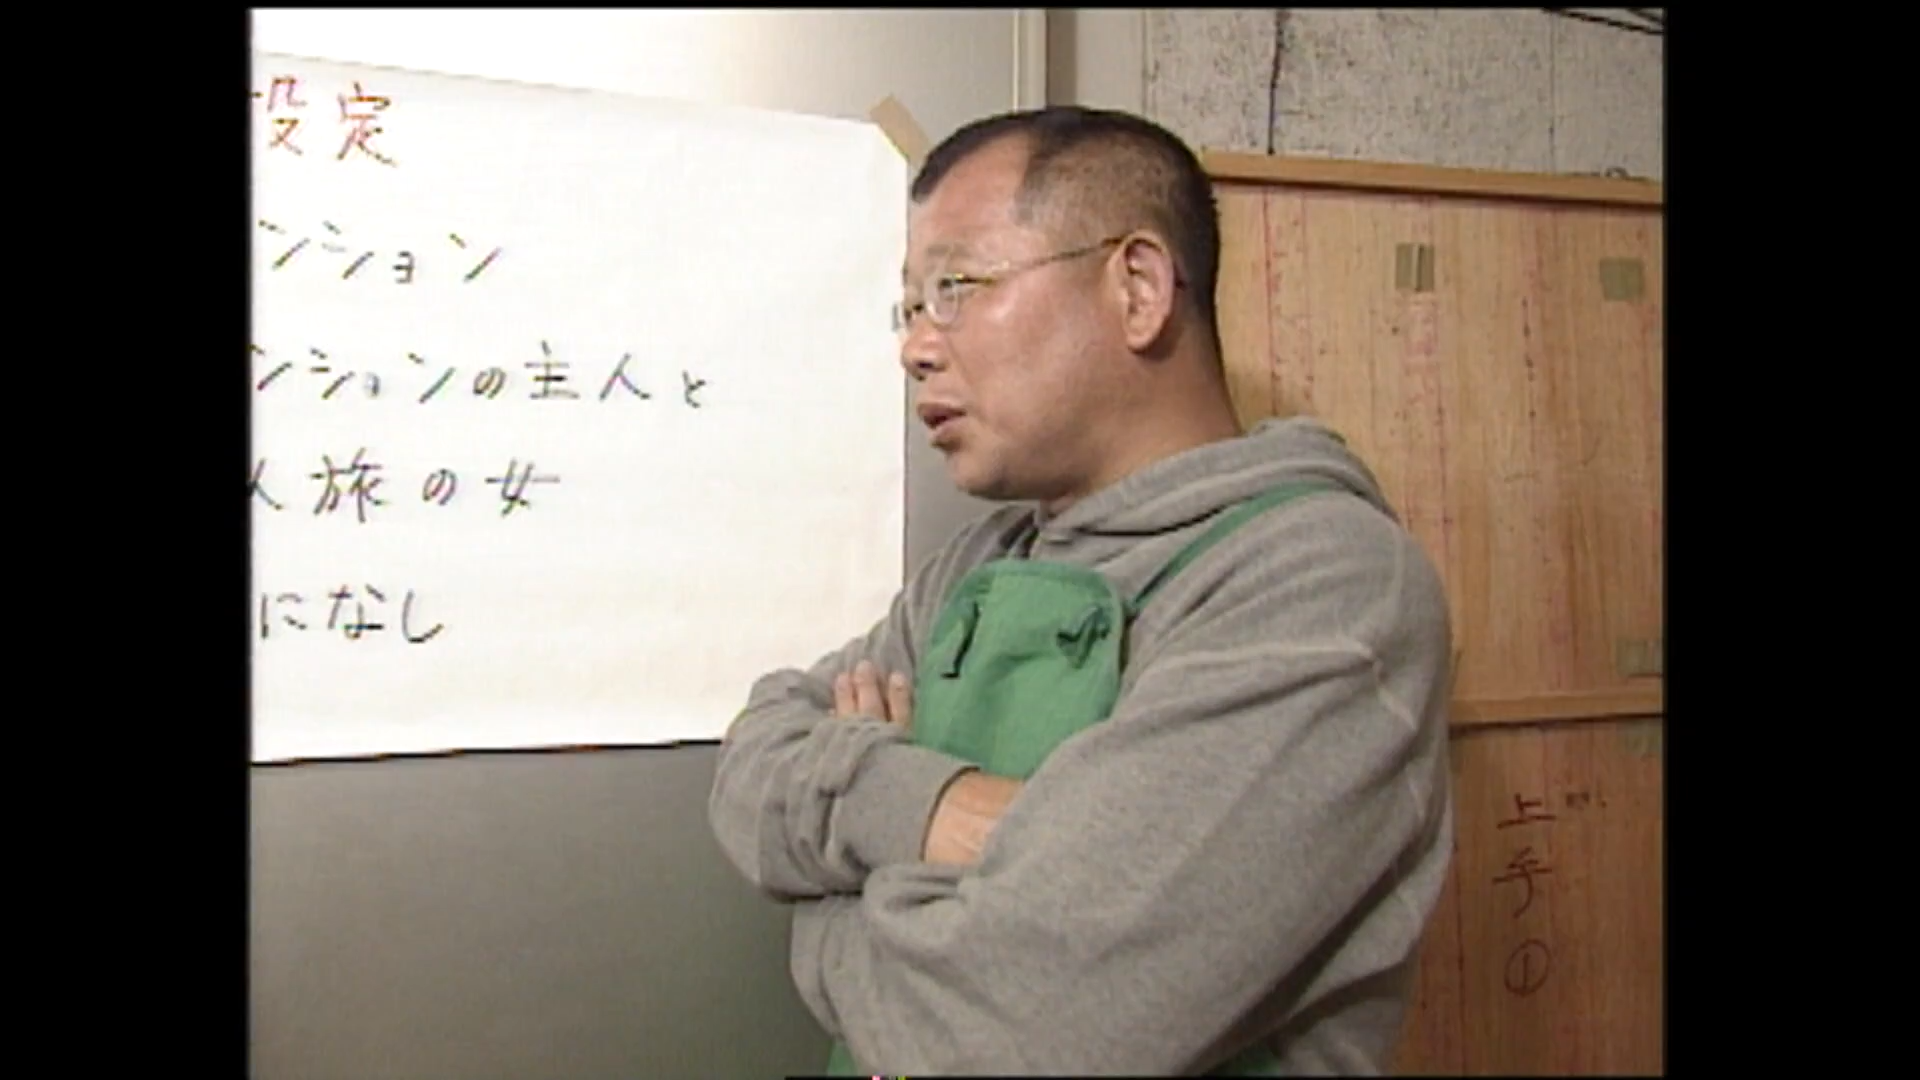 設定
ンション
ンションの主人と
人旅の女
になし
上手
①